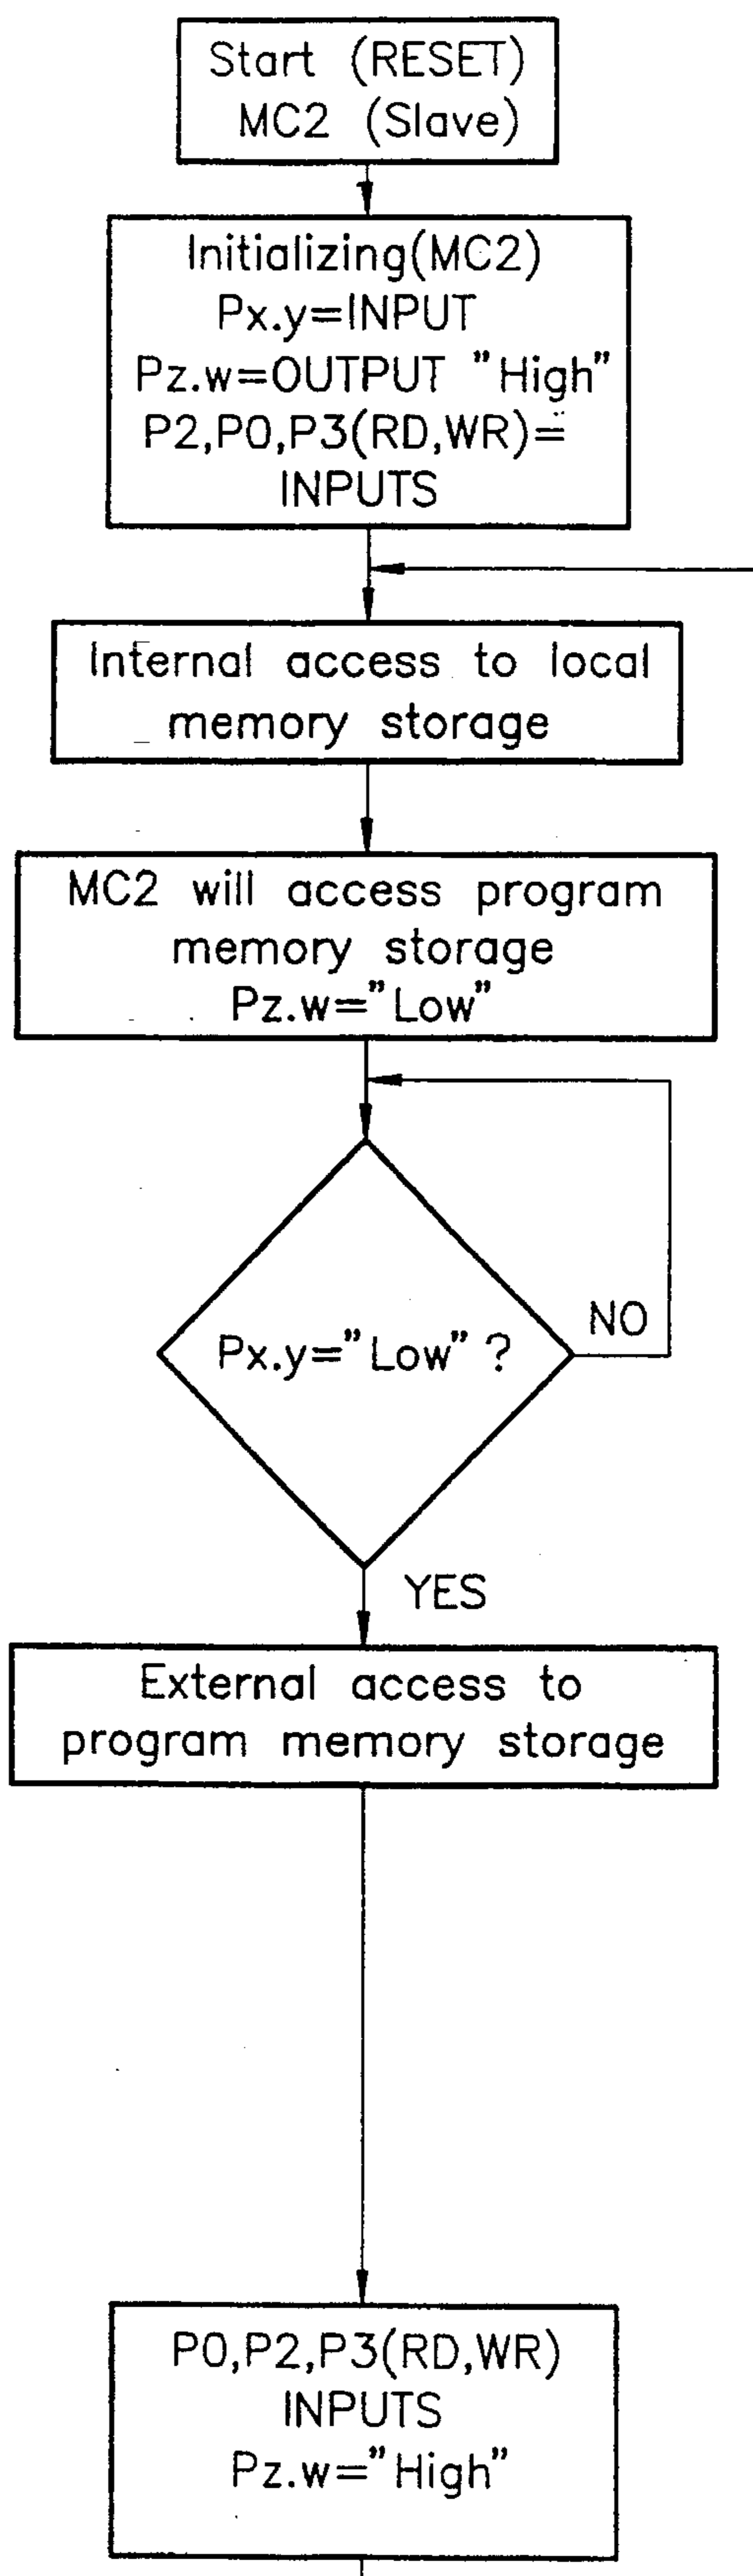 Start (RESET)
MC2 (Slave)
Initializing(MC2)
Px.y=INPUT
Pz.w=OUTPUT "High"
P2,P0,P3(RD,WR)=
INPUTS
Internal access to local
memory storage
MC2 will access program
memory storage
Pz.w="Low"
Px.y="Low" ?
NO
YES
External access to
program memory storage
P0,P2,P3(RD,WR)
INPUTS
Pz.w="High"